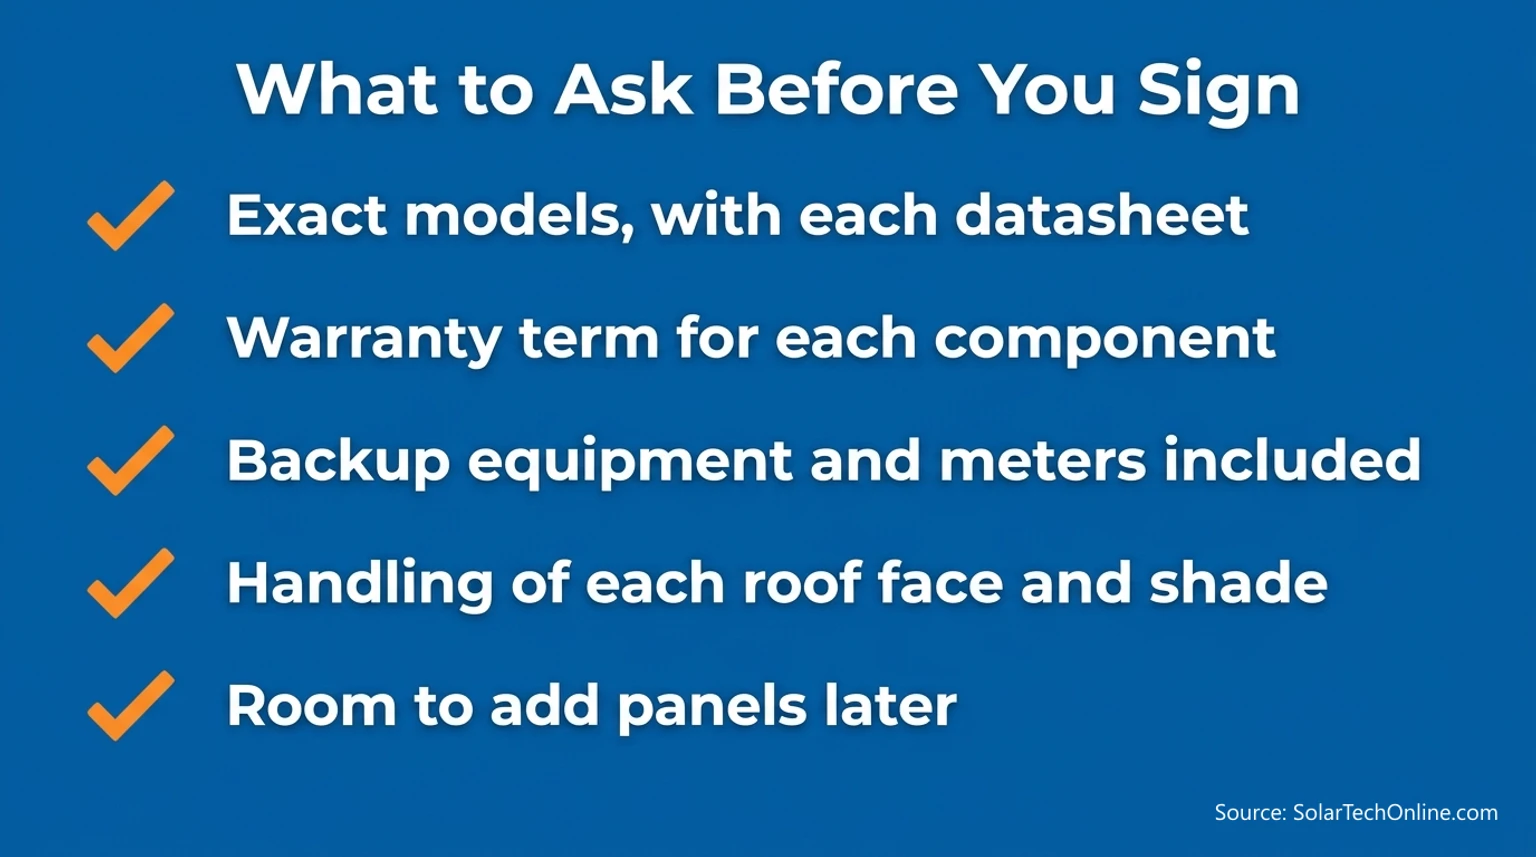 What to Ask Before You Sign
Exact models, with each datasheet
Warranty term for each component
Backup equipment and meters included
Handling of each roof face and shade
Room to add panels later
Source: SolarTechOnline.com